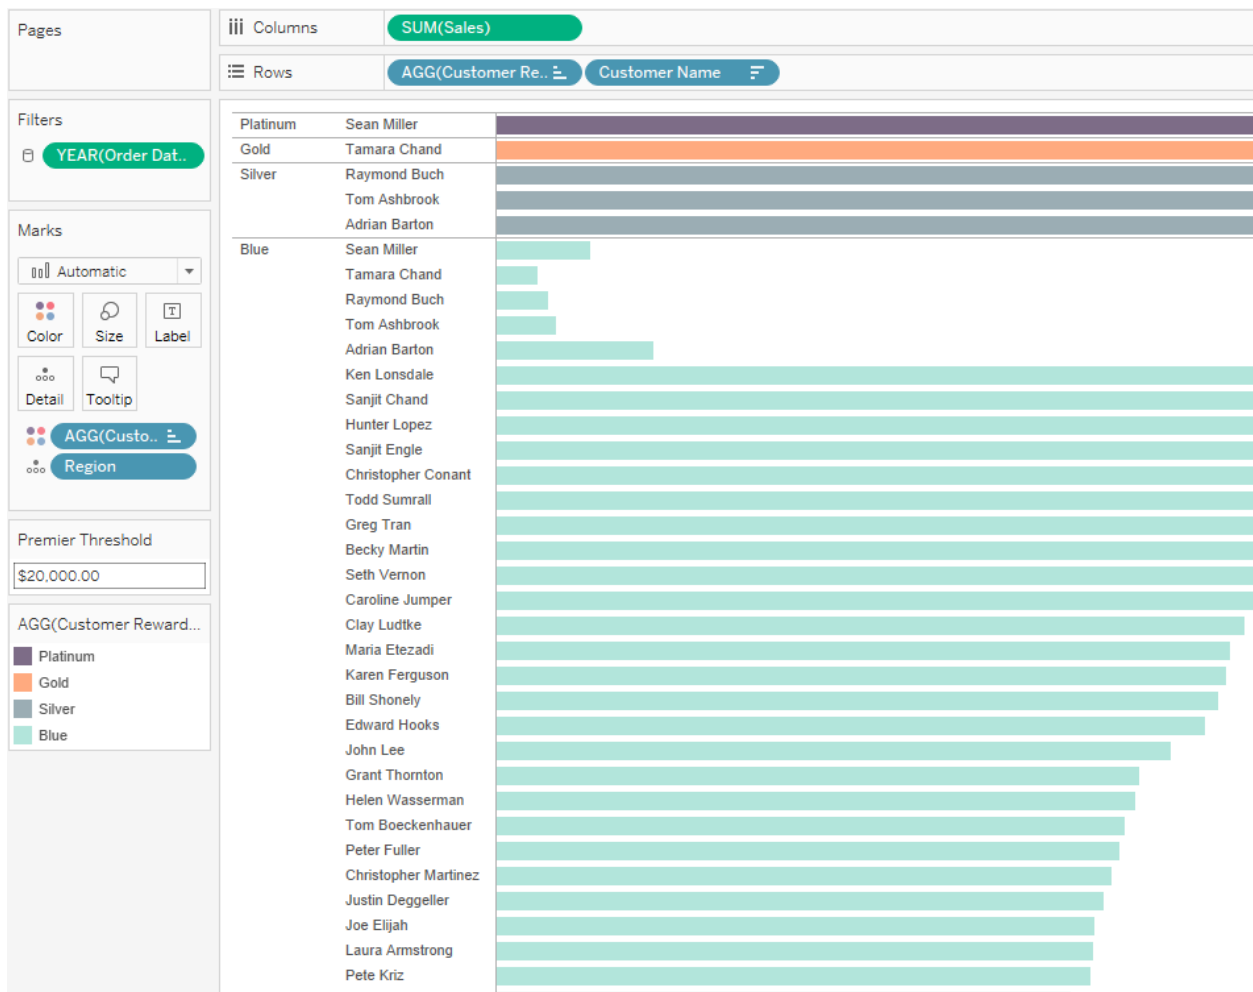 Pages
Columns
SUM(Sales)
Rows
AGG(Customer Re..
Customer Name
Filters
YEAR(Order Dat..
Marks
Automatic
Color
Size
Label
Detail
Tooltip
AGG(Custo..
Region
Premier Threshold
$20,000.00
AGG(Customer Reward...
Platinum
Gold
Silver
Blue
Platinum Sean Miller
Gold Tamara Chand
Silver Raymond Buch
Tom Ashbrook
Adrian Barton
Blue Sean Miller
Tamara Chand
Raymond Buch
Tom Ashbrook
Adrian Barton
Ken Lonsdale
Sanjit Chand
Hunter Lopez
Sanjit Engle
Christopher Conant
Todd Sumrall
Greg Tran
Becky Martin
Seth Vernon
Caroline Jumper
Clay Ludtke
Maria Etezadi
Karen Ferguson
Bill Shonely
Edward Hooks
John Lee
Grant Thornton
Helen Wasserman
Tom Boeckenhauer
Peter Fuller
Christopher Martinez
Justin Deggeller
Joe Elijah
Laura Armstrong
Pete Kriz